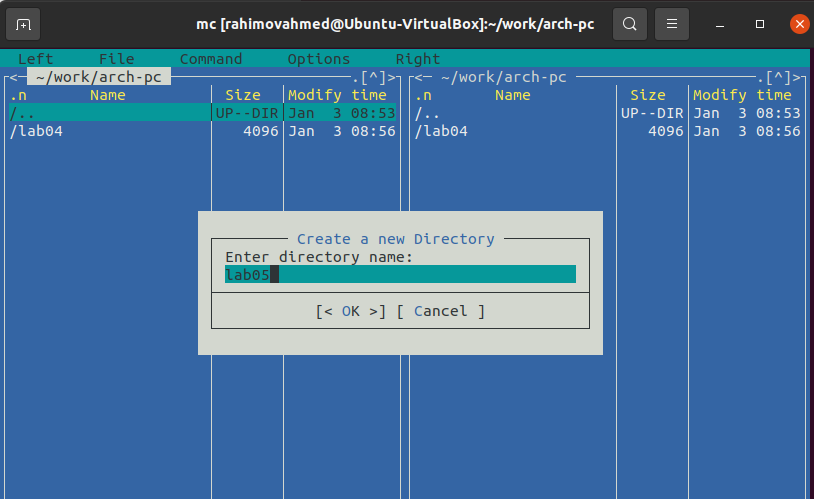 mc [rahimovahmed@Ubuntu-VirtualBox]:~/work/arch-pc
Left File Command Options Right
<─ ~/work/arch-pc .[^]> <─ ~/work/arch-pc .[^]>
.n Name Size Modify time .n Name Size Modify time
/.. UP--DIR Jan 3 08:53 /.. UP--DIR Jan 3 08:53
/lab04 4096 Jan 3 08:56 /lab04 4096 Jan 3 08:56
Create a new Directory
Enter directory name:
lab05
[< OK >] [ Cancel ]